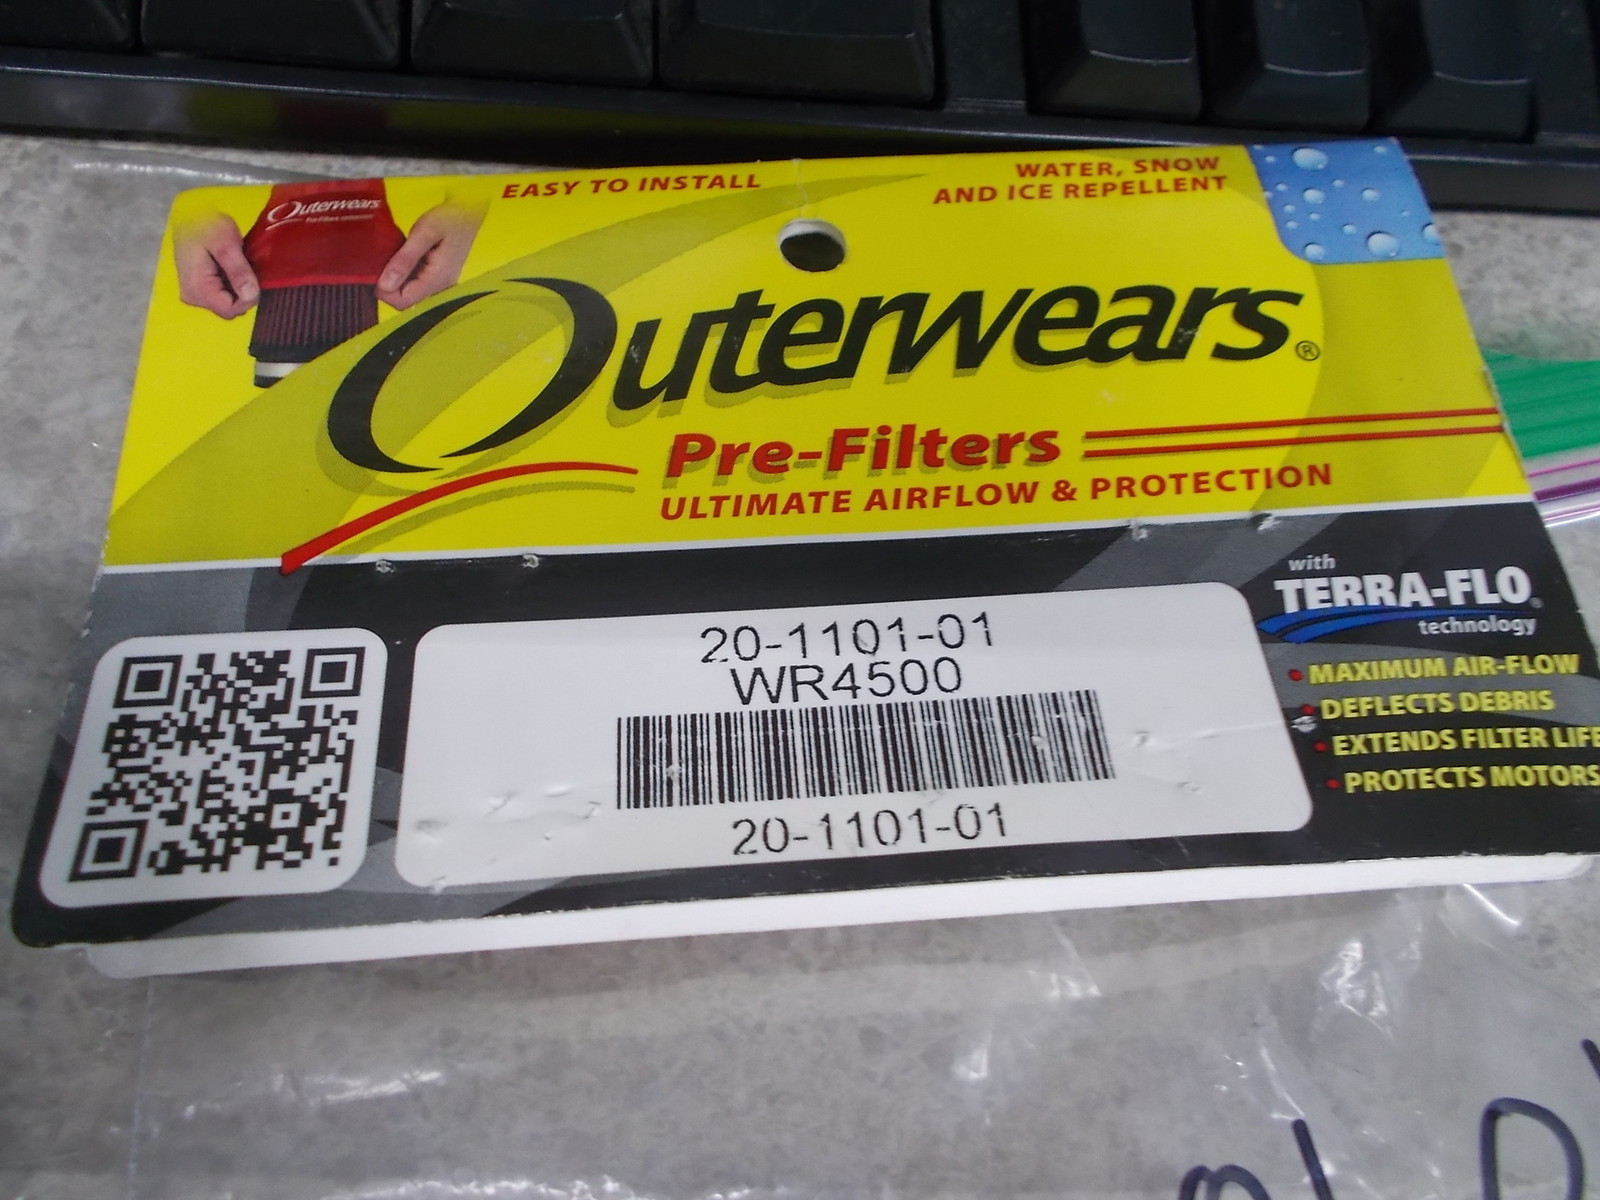 Outerwears
EASY TO INSTALL
WATER, SNOW
AND ICE REPELLENT
Outerwears®
Pre-Filters
ULTIMATE AIRFLOW & PROTECTION
with
TERRA-FLO
technology
• MAXIMUM AIR-FLOW
• DEFLECTS DEBRIS
• EXTENDS FILTER LIFE
• PROTECTS MOTORS
20-1101-01
WR4500
20-1101-01